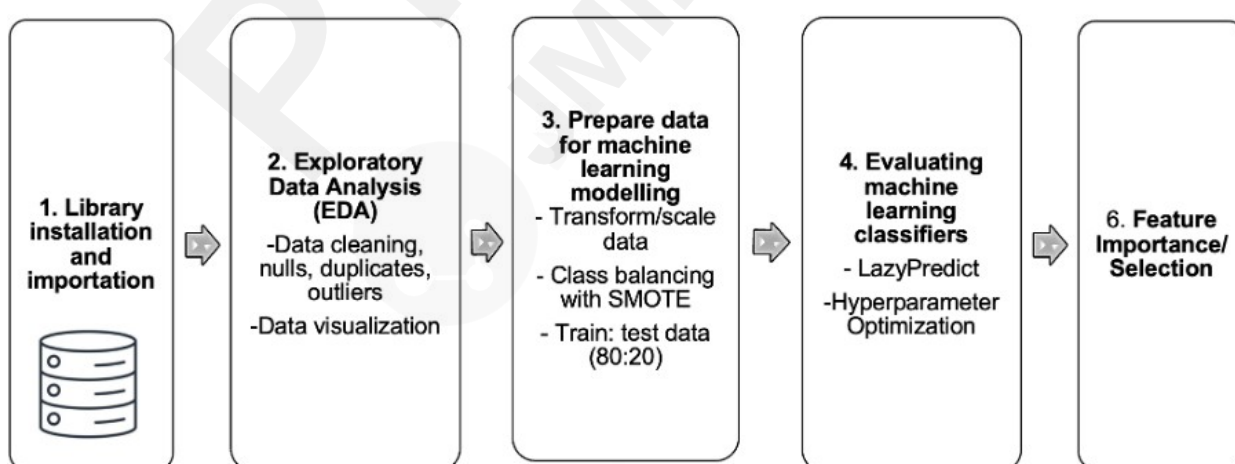 1. Library
installation
and
importation
2. Exploratory
Data Analysis
(EDA)
-Data cleaning,
nulls, duplicates,
outliers
-Data visualization
3. Prepare data
for machine
learning
modelling
- Transform/scale
data
- Class balancing
with SMOTE
- Train: test data
(80:20)
4. Evaluating
machine
learning
classifiers
- LazyPredict
-Hyperparameter
Optimization
6. Feature
Importance/
Selection